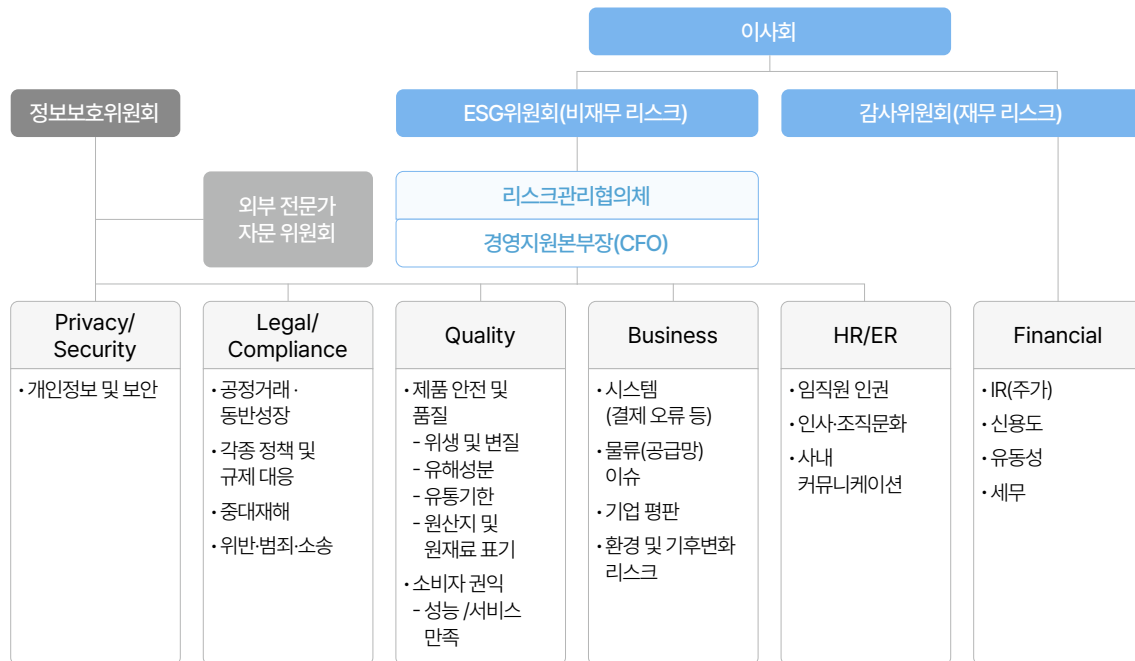 이사회
정보보호위원회
ESG위원회(비재무 리스크)
감사위원회(재무 리스크)
외부 전문가
자문 위원회
리스크관리협의체
경영지원본부장(CFO)
Privacy/
Security
· 개인정보 및 보안
Legal/
Compliance
· 공정거래 ·
동반성장
· 각종 정책 및
규제 대응
· 중대재해
· 위반·범죄·소송
Quality
· 제품 안전 및
품질
- 위생 및 변질
- 유해성분
- 유통기한
- 원산지 및
원재료 표기
· 소비자 권익
- 성능 /서비스
만족
Business
· 시스템
(결제 오류 등)
· 물류(공급망)
이슈
· 기업 평판
· 환경 및 기후변화
리스크
HR/ER
· 임직원 인권
· 인사·조직문화
· 사내
커뮤니케이션
Financial
· IR(주가)
· 신용도
· 유동성
· 세무